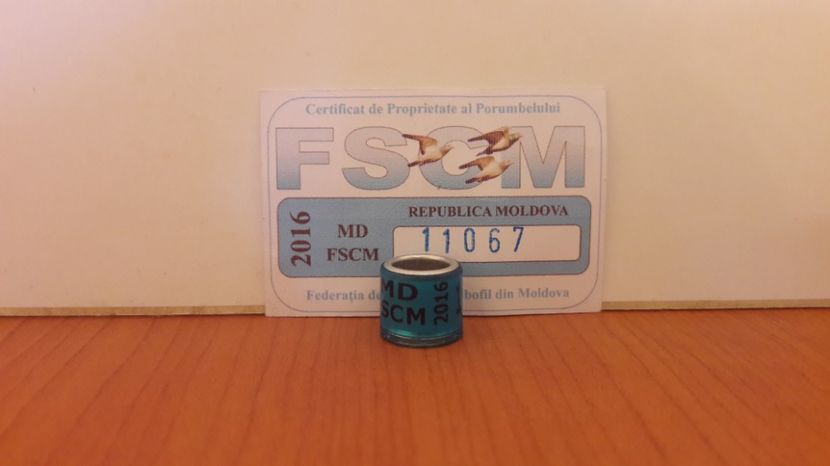 Certificat de Proprietate al Porumbelului
FSCM
2016
MD
FSCM
REPUBLICA MOLDOVA
11067
Federaţia de
bofil din Moldova
MD
SCM
2016